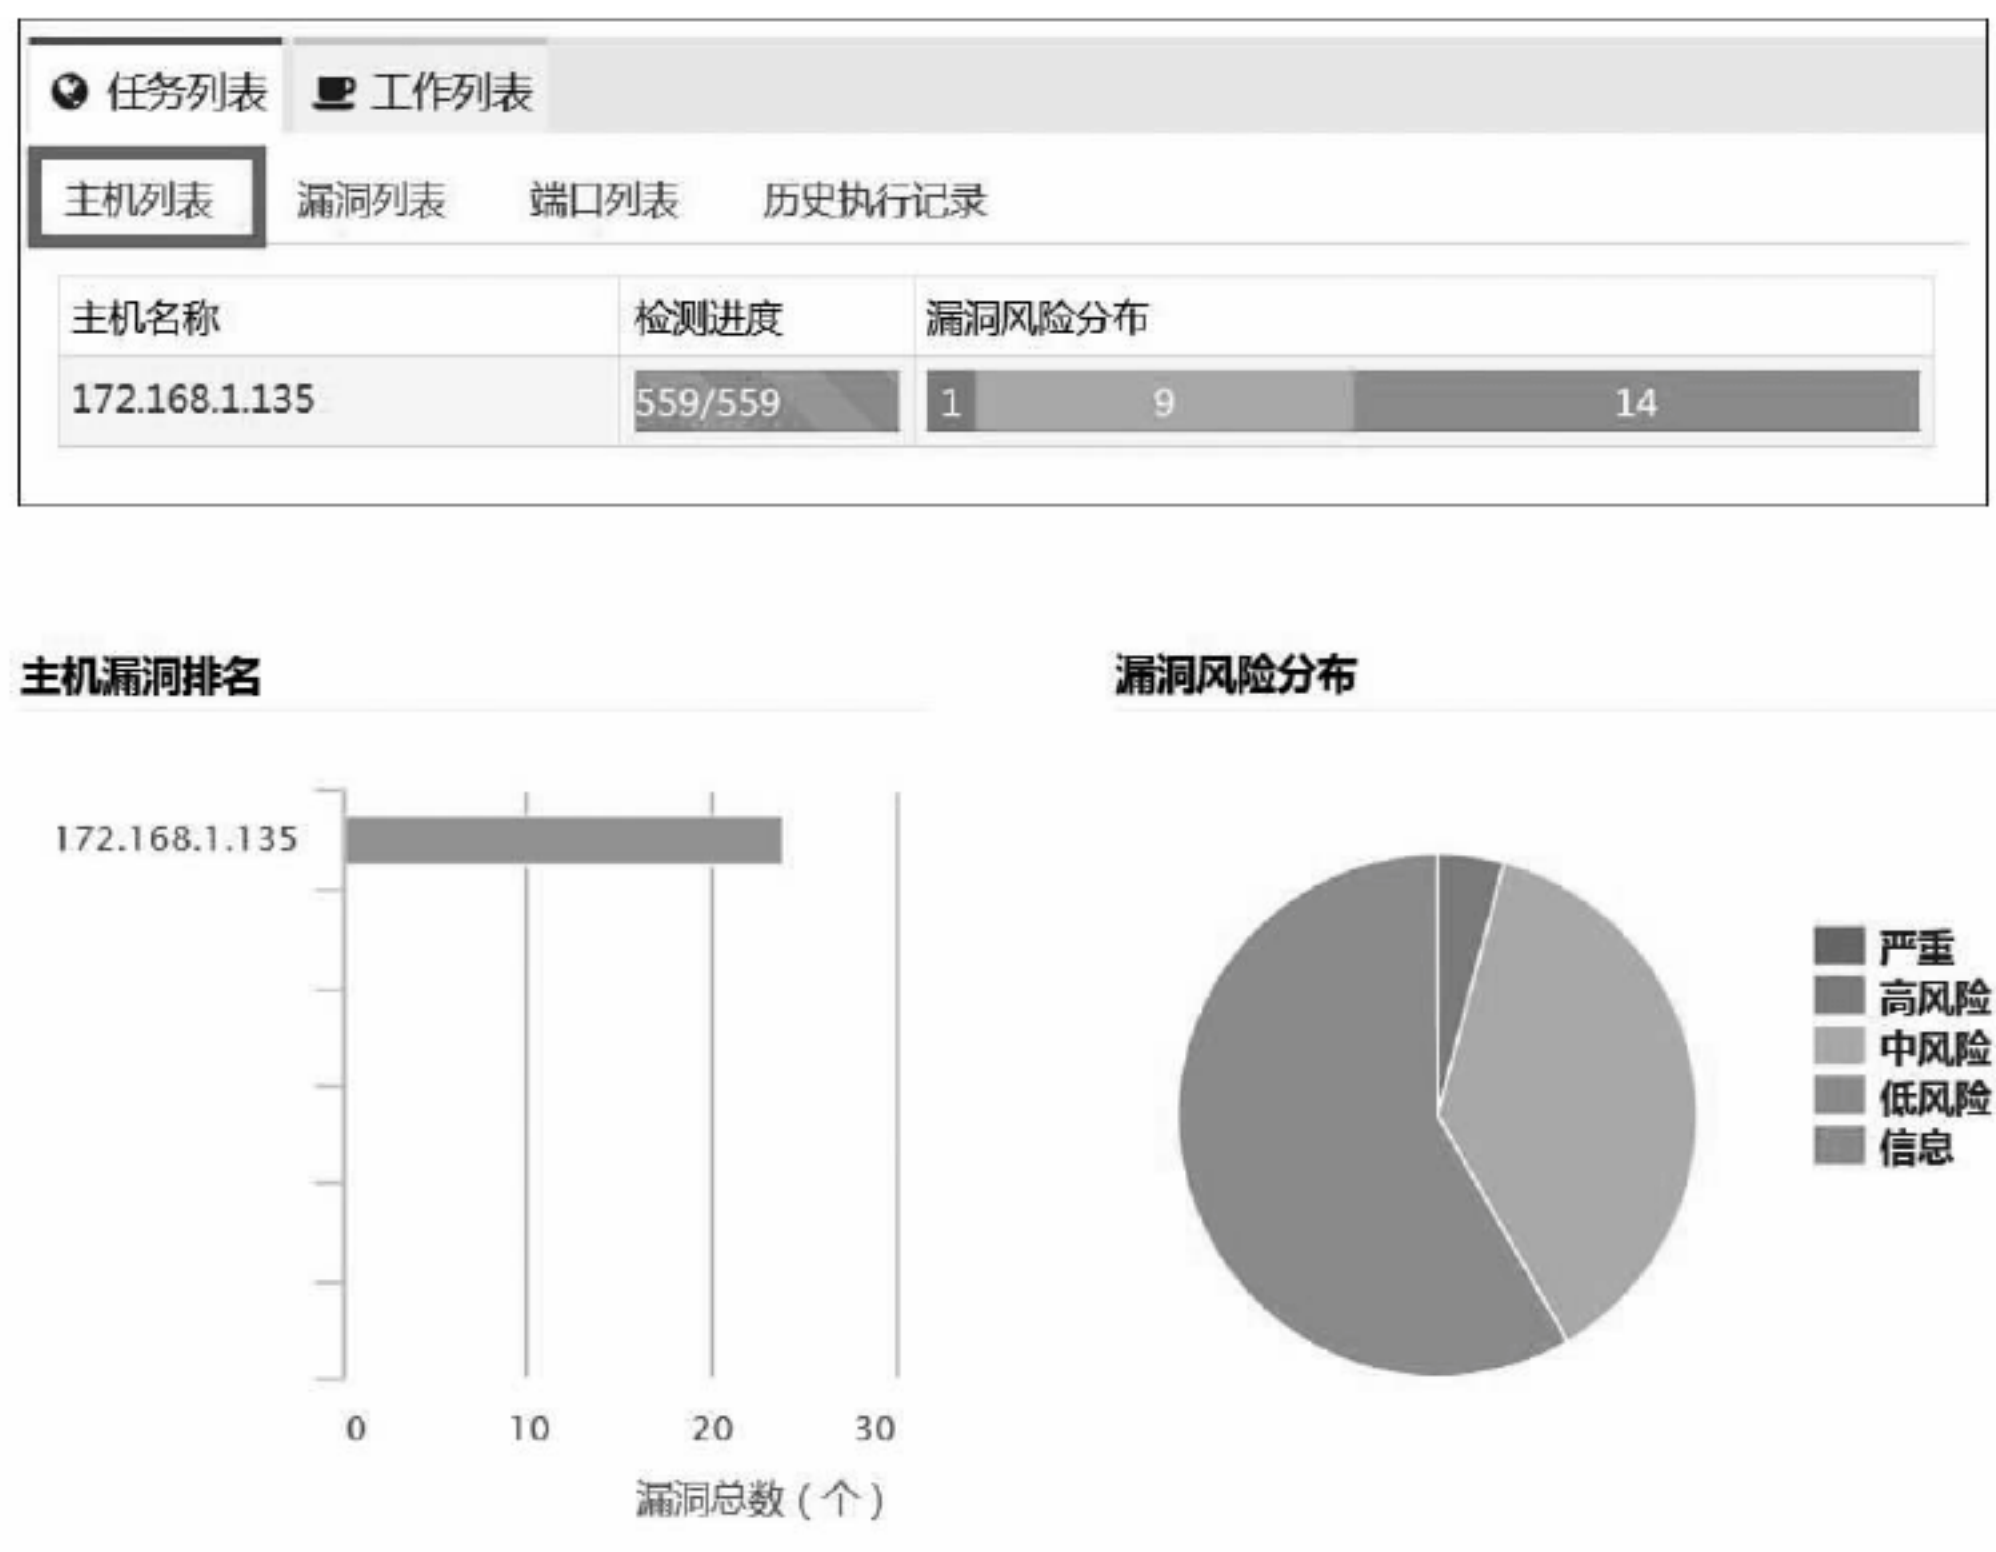 任务列表 工作列表
主机列表 漏洞列表 端口列表 历史执行记录
主机名称 检测进度 漏洞风险分布
172.168.1.135 559/559 1 9 14
主机漏洞排名
172.168.1.135
0 10 20 30
漏洞总数(个)
漏洞风险分布
严重
高风险
中风险
低风险
信息